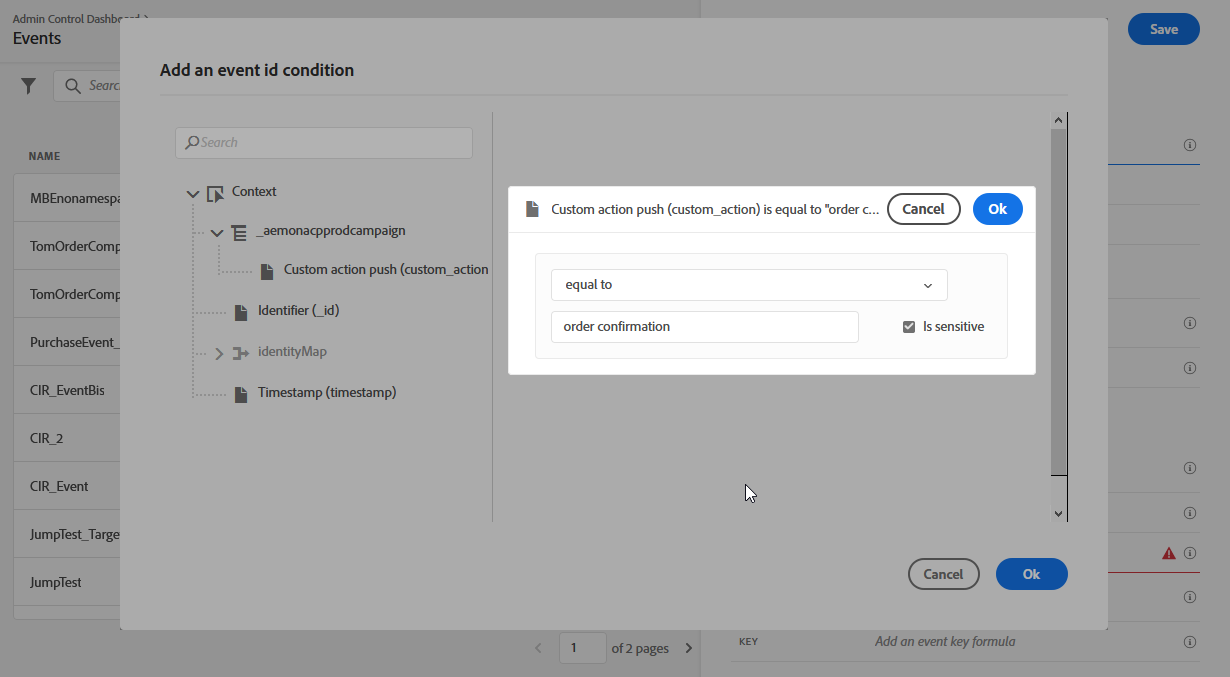 Admin Control Dashboard
Events
Save
Search
NAME
MBEnonamespa
TomOrderComp
TomOrderComp
PurchaseEvent_
CIR_EventBis
CIR_2
CIR_Event
JumpTest_Targe
JumpTest
Add an event id condition
Search
Context
_aemonacpprodcampaign
Custom action push (custom_action
Identifier (_id)
identityMap
Timestamp (timestamp)
Custom action push (custom_action) is equal to "order c...
Cancel
Ok
equal to
order confirmation
Is sensitive
Cancel
Ok
1
of 2 pages
KEY
Add an event key formula